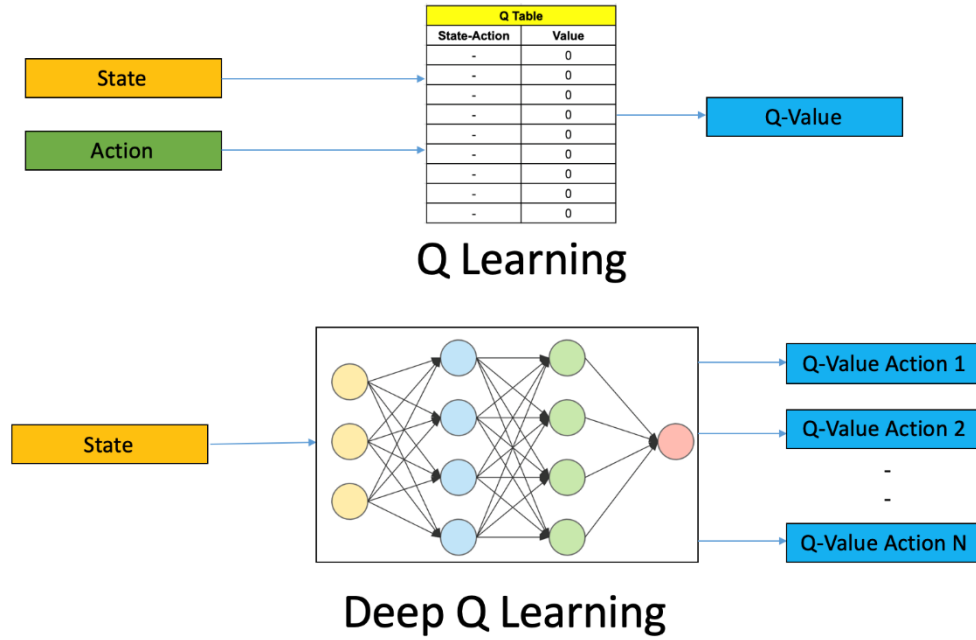 Q Table
State-Action Value
- 0
- 0
- 0
- 0
- 0
- 0
- 0
- 0
- 0
State
Action
Q-Value
Q Learning
State
Q-Value Action 1
Q-Value Action 2
-
-
Q-Value Action N
Deep Q Learning